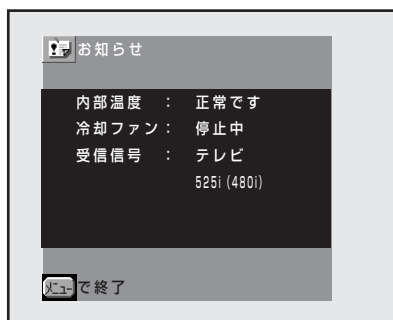 お知らせ
内部温度 : 正常です
冷却ファン : 停止中
受信信号 : テレビ
525i (480i)
メニューで終了